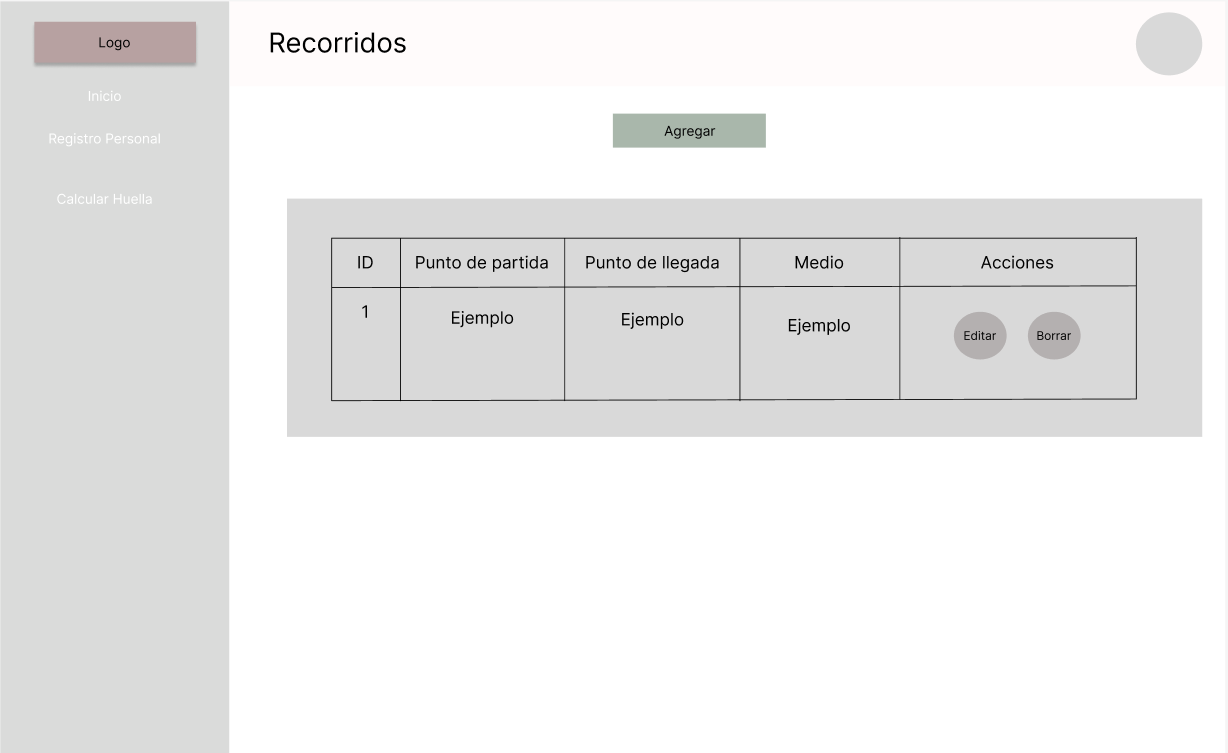 Logo
Inicio
Registro Personal
Calcular Huella
Recorridos
Agregar
ID Punto de partida Punto de llegada Medio Acciones
1 Ejemplo Ejemplo Ejemplo Editar Borrar